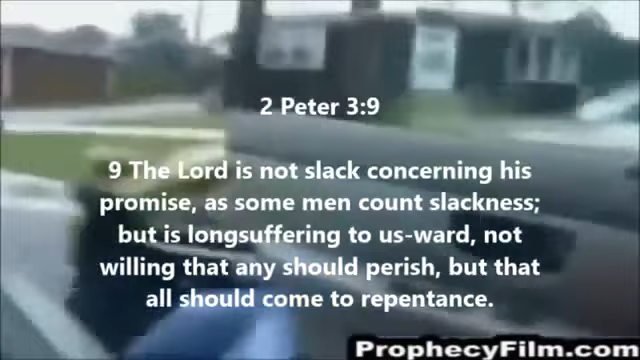 2 Peter 3:9
9 The Lord is not slack concerning his
promise, as some men count slackness;
but is longsuffering to us-ward, not
willing that any should perish, but that
all should come to repentance.
ProphecyFilm.com